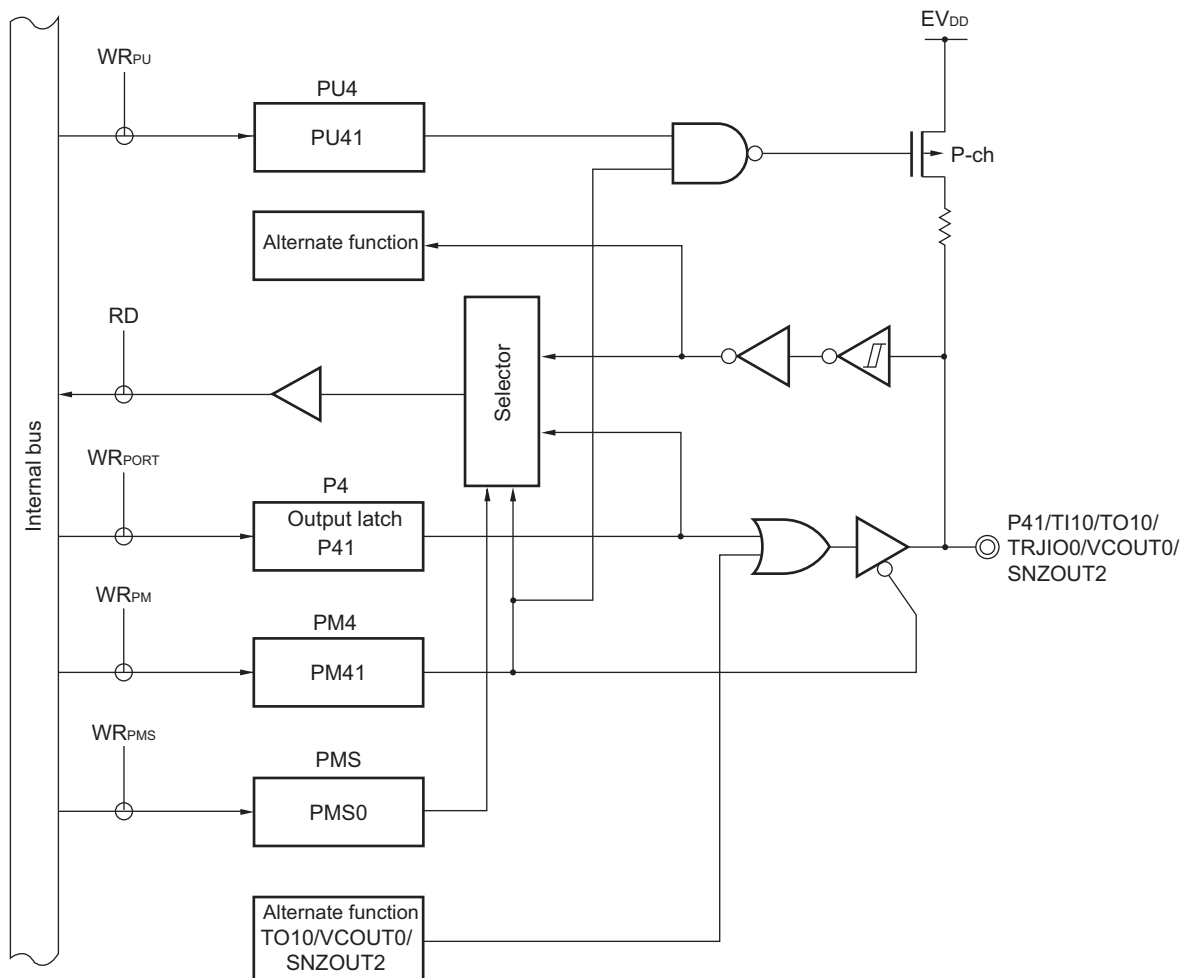 EVDD
WRPU
PU4
PU41
P-ch
Alternate function
RD
Selector
Internal bus
WRPORT
P4
Output latch
P41
P41/TI10/TO10/
TRJIO0/VCOUT0/
SNZOUT2
WRPM
PM4
PM41
WRPMS
PMS
PMS0
Alternate function
TO10/VCOUT0/
SNZOUT2